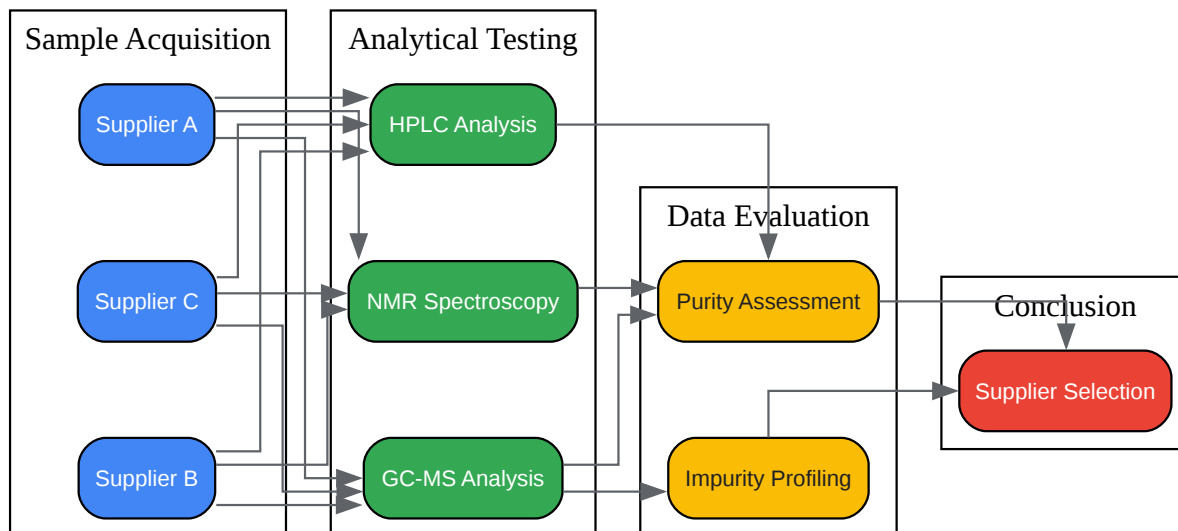 Sample Acquisition
Supplier A
Supplier C
Supplier B
Analytical Testing
HPLC Analysis
NMR Spectroscopy
GC-MS Analysis
Data Evaluation
Purity Assessment
Impurity Profiling
Conclusion
Supplier Selection